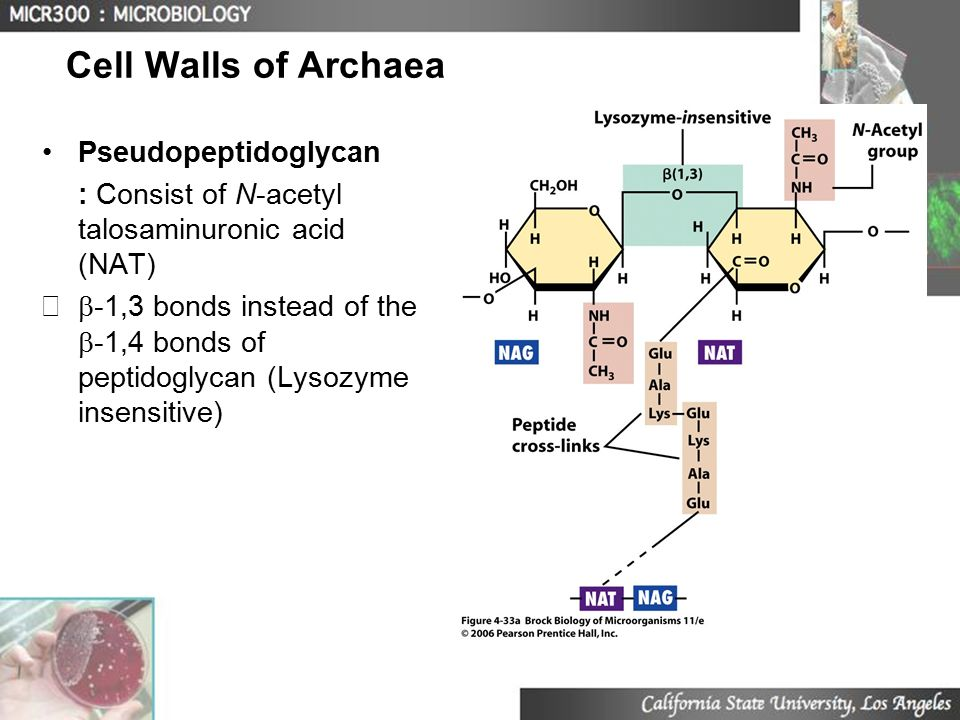 MICR300 : MICROBIOLOGY
Cell Walls of Archaea
• Pseudopeptidoglycan
: Consist of N-acetyl
talosaminuronic acid
(NAT)
β-1,3 bonds instead of the
β-1,4 bonds of
peptidoglycan (Lysozyme
insensitive)
Lysozyme-insensitive
N-Acetyl
group
CH3
C=O
NH
β(1,3)
O
CH2OH
O
H
H
H
H
HO
O
H
H
H
H
H
H
H
H
C=O
O
H
H
O
NH
C=O
CH3
NAG
NAT
Glu
Ala
Lys
Glu
Lys
Ala
Glu
Peptide
cross-links
NAT
NAG
Figure 4-33a Brock Biology of Microorganisms 11/e
© 2006 Pearson Prentice Hall, Inc.
California State University, Los Angeles